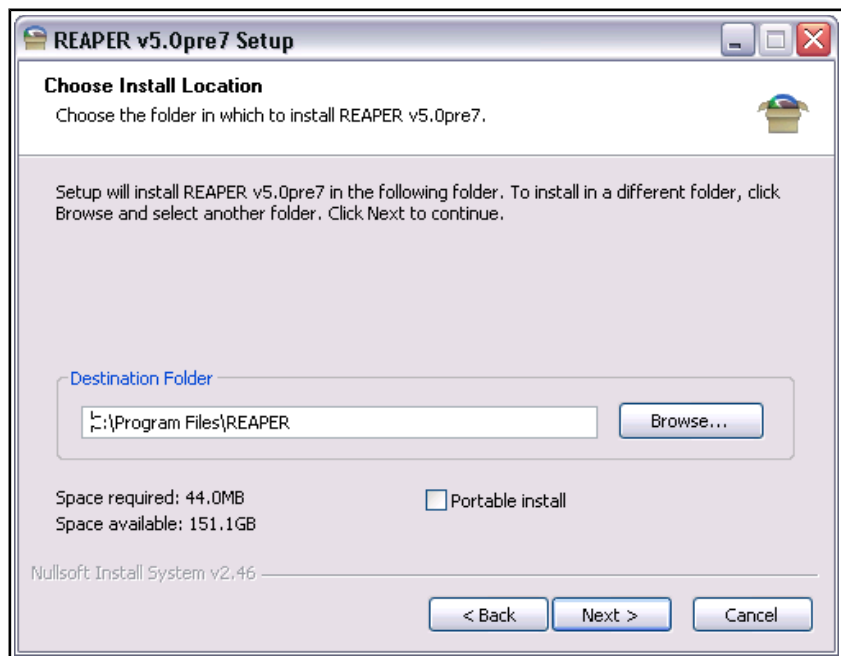 REAPER v5.0pre7 Setup
Choose Install Location
Choose the folder in which to install REAPER v5.0pre7.
Setup will install REAPER v5.0pre7 in the following folder. To install in a different folder, click
Browse and select another folder. Click Next to continue.
Destination Folder
C:\Program Files\REAPER
Browse...
Space required: 44.0MB
Portable install
Space available: 151.1GB
Nullsoft Install System v2.46
< Back
Next >
Cancel